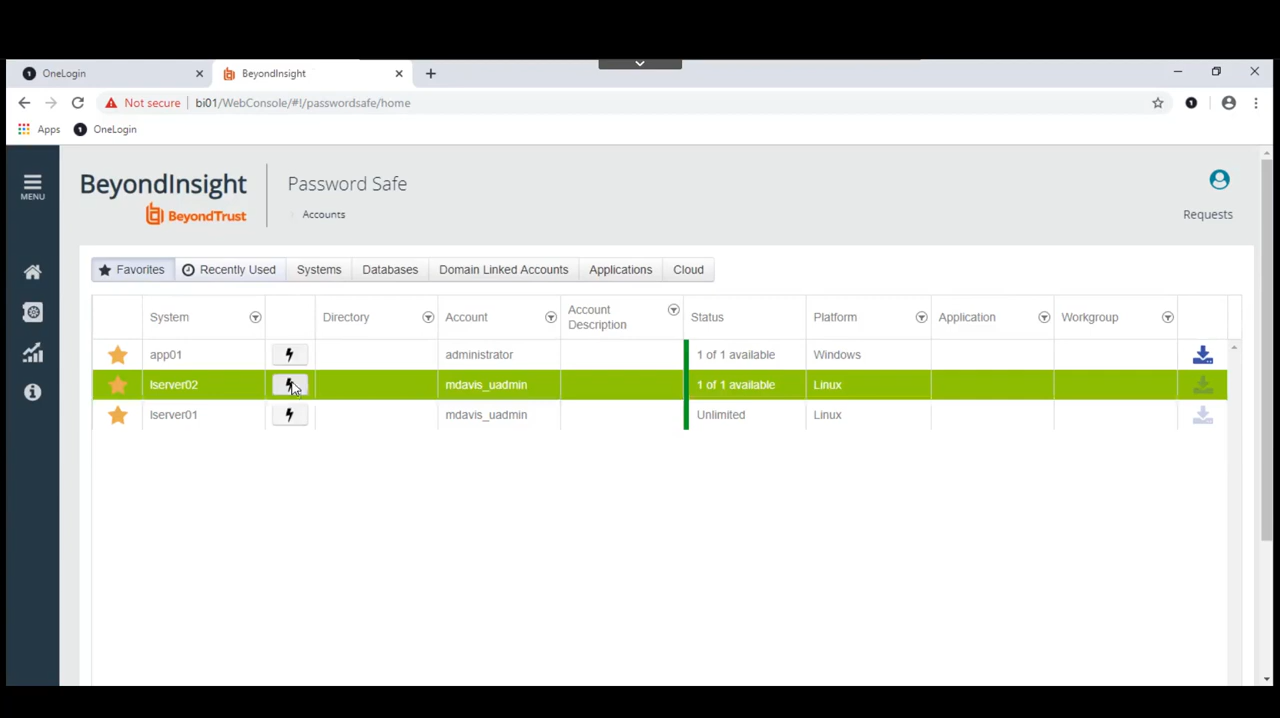 OneLogin BeyondInsight
Not secure bi01/WebConsole/#!/passwordsafe/home
Apps OneLogin
MENU
BeyondInsight Password Safe
BeyondTrust
Accounts
Requests
Favorites Recently Used Systems Databases Domain Linked Accounts Applications Cloud
System Directory Account Account Description Status Platform Application Workgroup
app01 administrator 1 of 1 available Windows
lserver02 mdavis_uadmin 1 of 1 available Linux
lserver01 mdavis_uadmin Unlimited Linux